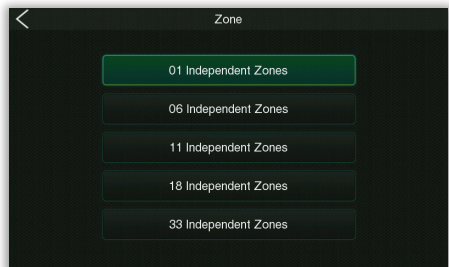 Zone
01 Independent Zones
06 Independent Zones
11 Independent Zones
18 Independent Zones
33 Independent Zones